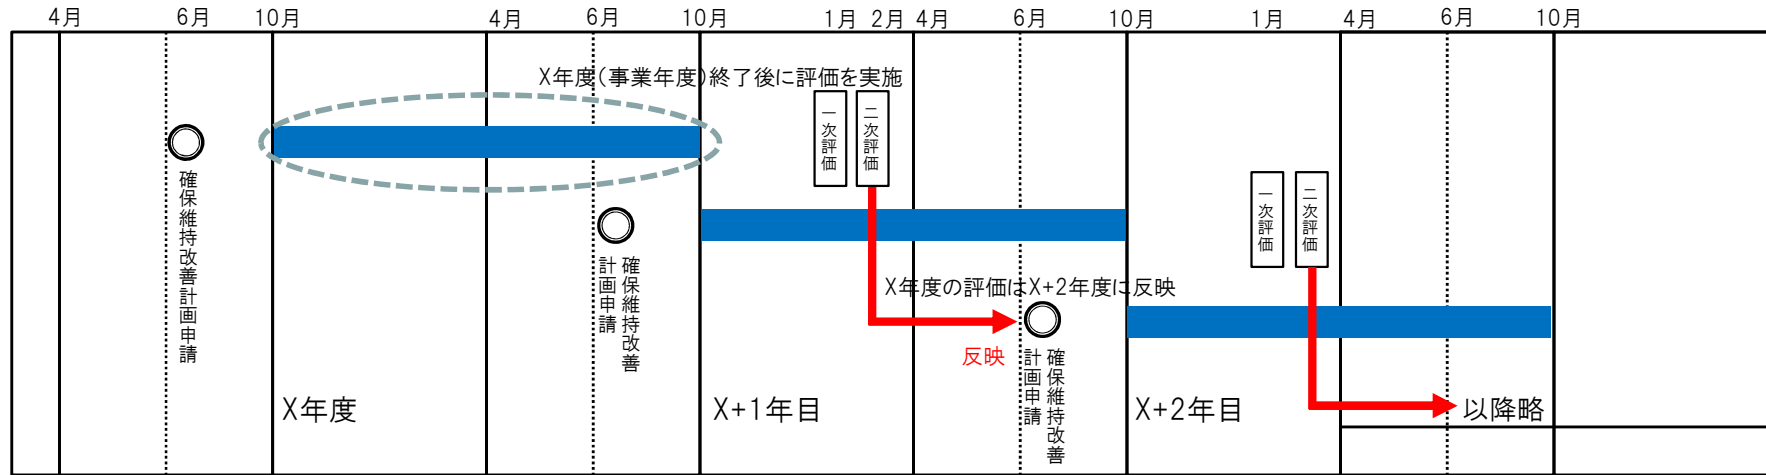 4月 6月 10月 4月 6月 10月 1月 2月 4月 6月 10月 1月 4月 6月 10月
X年度(事業年度)終了後に評価を実施
一次評価
二次評価
確保維持改善計画申請
一次評価
二次評価
確保維持改善
計画申請
X年度の評価はX+2年度に反映
反映
確保維持改善
計画申請
X年度
X+1年目
X+2年目
以降略